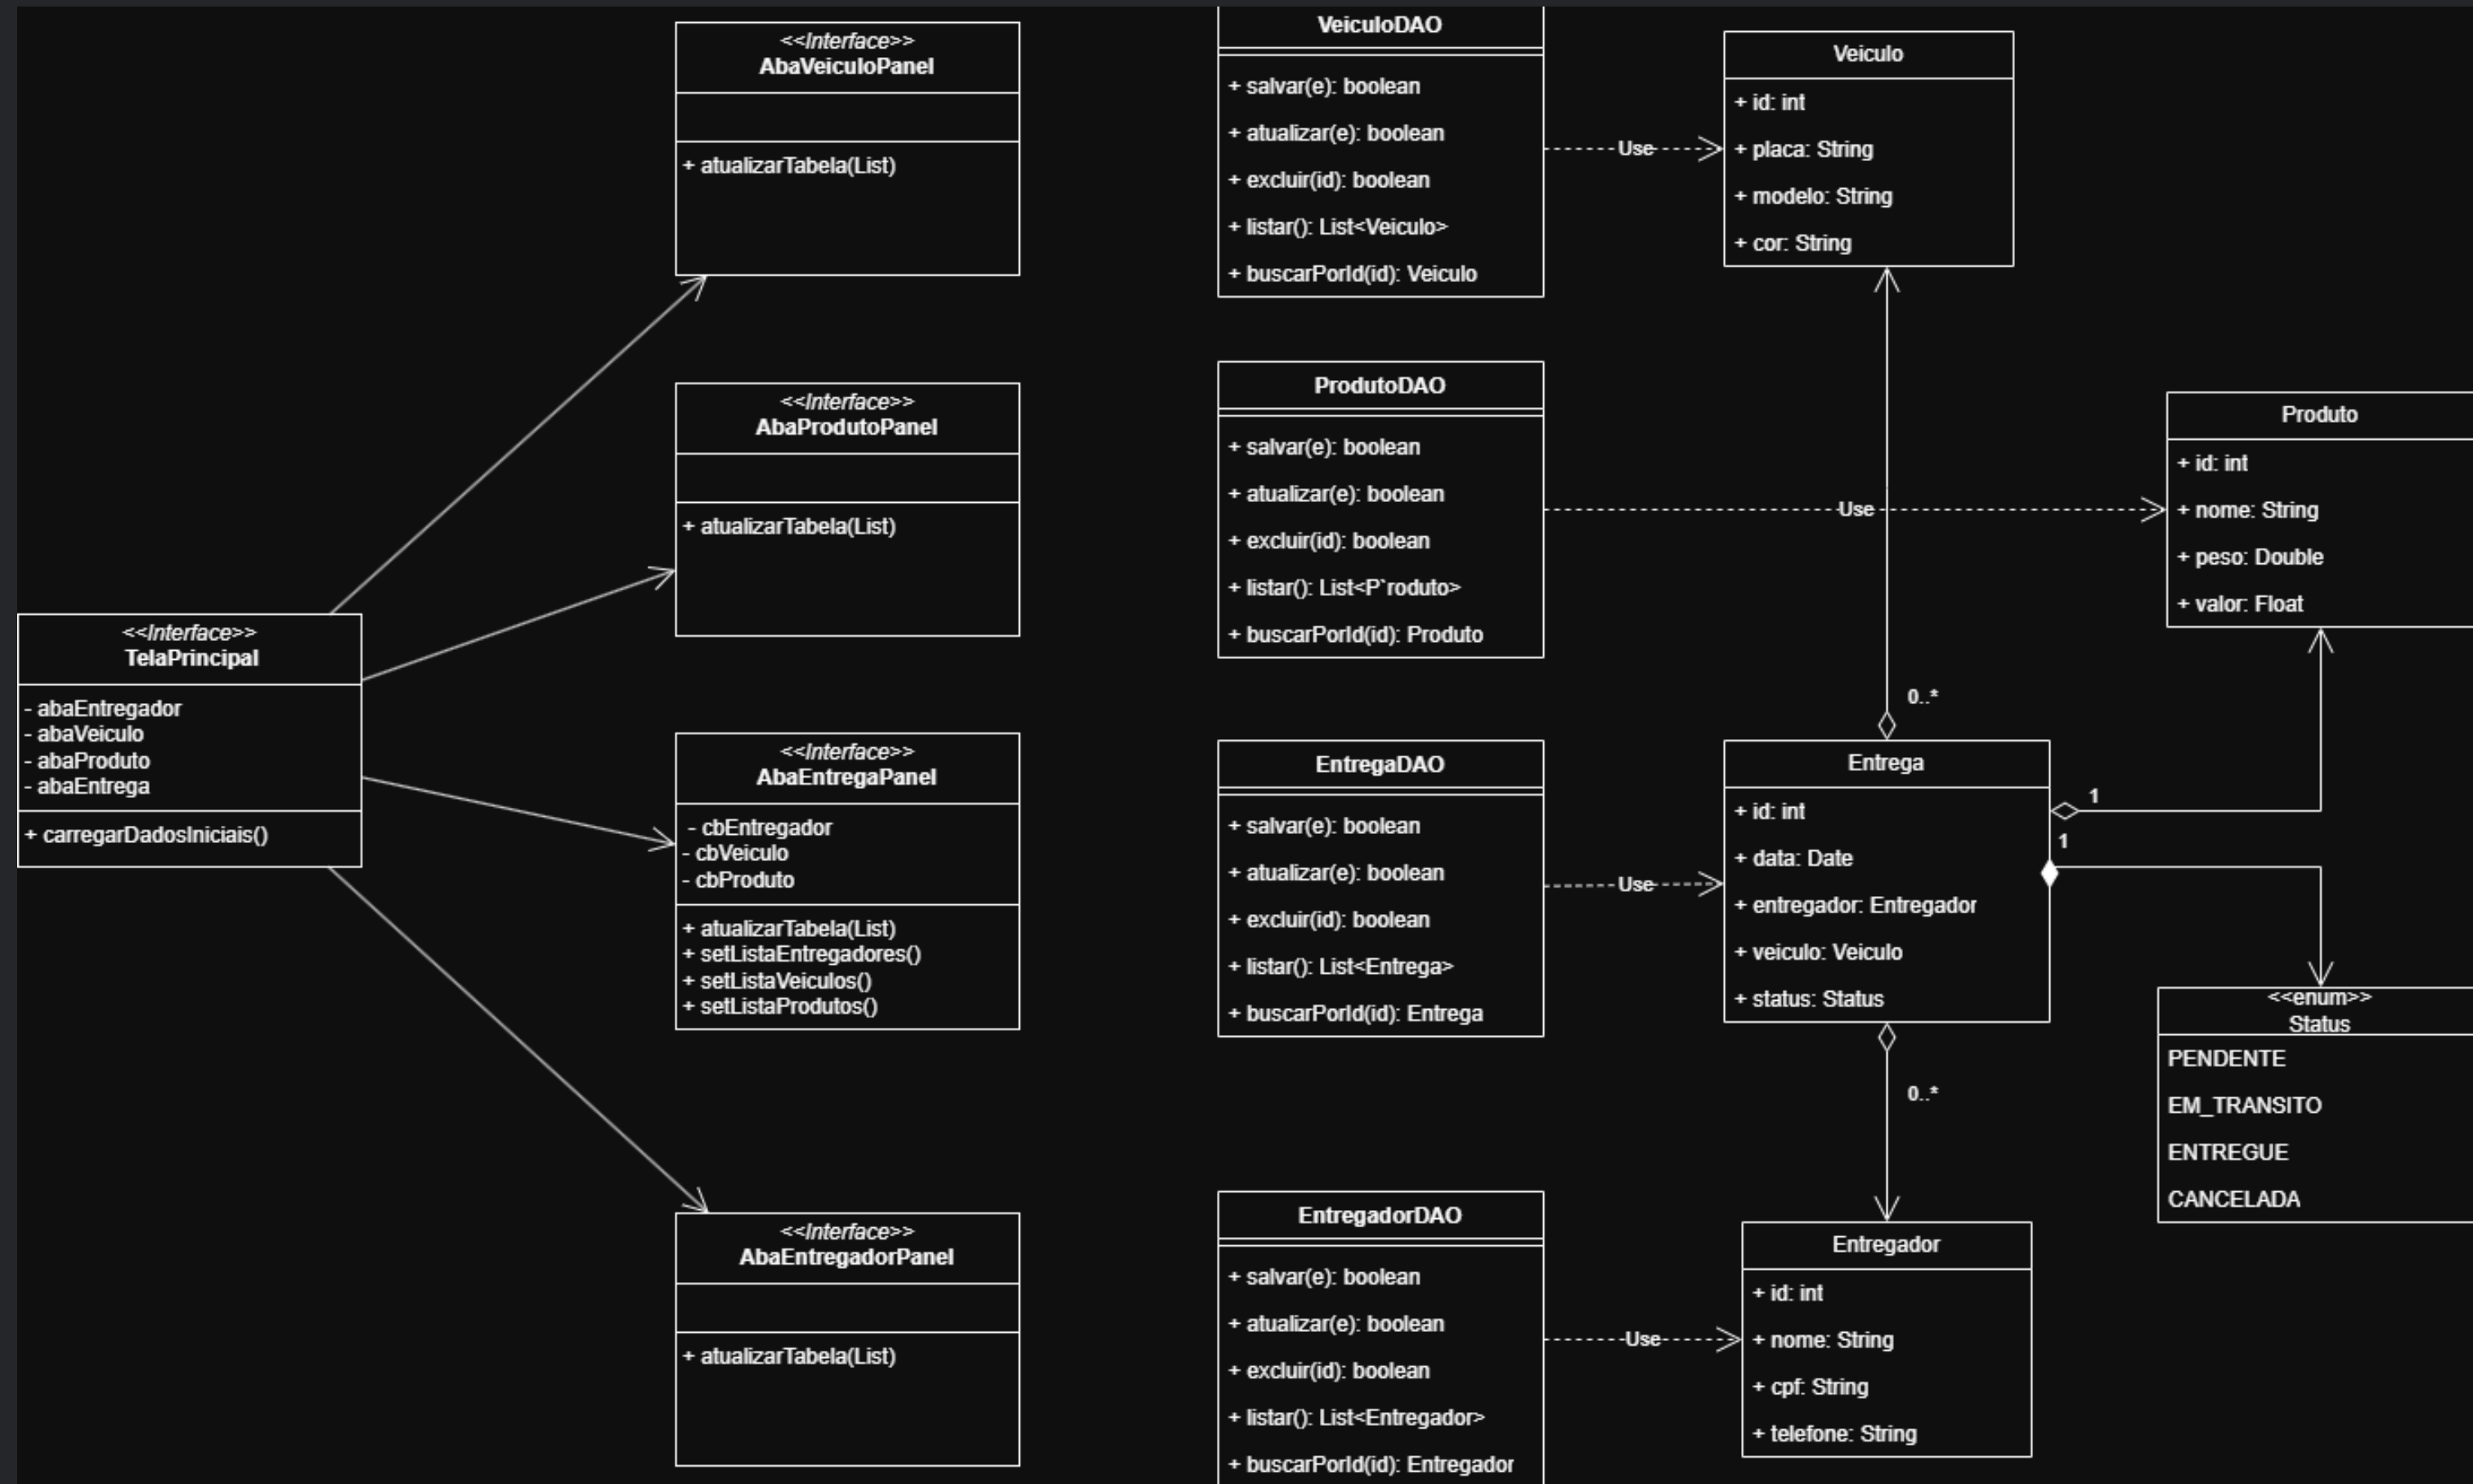 <<Interface>>
AbaVeiculoPanel
+ atualizarTabela(List)
VeiculoDAO
+ salvar(e): boolean
+ atualizar(e): boolean
+ excluir(id): boolean
+ listar(): List<Veiculo>
+ buscarPorId(id): Veiculo
Use
Veiculo
+ id: int
+ placa: String
+ modelo: String
+ cor: String
<<Interface>>
AbaProdutoPanel
+ atualizarTabela(List)
ProdutoDAO
+ salvar(e): boolean
+ atualizar(e): boolean
+ excluir(id): boolean
+ listar(): List<P`roduto>
+ buscarPorId(id): Produto
Use
Produto
+ id: int
+ nome: String
+ peso: Double
+ valor: Float
<<Interface>>
TelaPrincipal
- abaEntregador
- abaVeiculo
- abaProduto
- abaEntrega
+ carregarDadosIniciais()
<<Interface>>
AbaEntregaPanel
- cbEntregador
- cbVeiculo
- cbProduto
+ atualizarTabela(List)
+ setListaEntregadores()
+ setListaVeiculos()
+ setListaProdutos()
EntregaDAO
+ salvar(e): boolean
+ atualizar(e): boolean
+ excluir(id): boolean
+ listar(): List<Entrega>
+ buscarPorId(id): Entrega
Use
0..*
Entrega
+ id: int
+ data: Date
+ entregador: Entregador
+ veiculo: Veiculo
+ status: Status
1
1
0..*
<<enum>>
Status
PENDENTE
EM_TRANSITO
ENTREGUE
CANCELADA
<<Interface>>
AbaEntregadorPanel
+ atualizarTabela(List)
EntregadorDAO
+ salvar(e): boolean
+ atualizar(e): boolean
+ excluir(id): boolean
+ listar(): List<Entregador>
+ buscarPorId(id): Entregador
Use
Entregador
+ id: int
+ nome: String
+ cpf: String
+ telefone: String